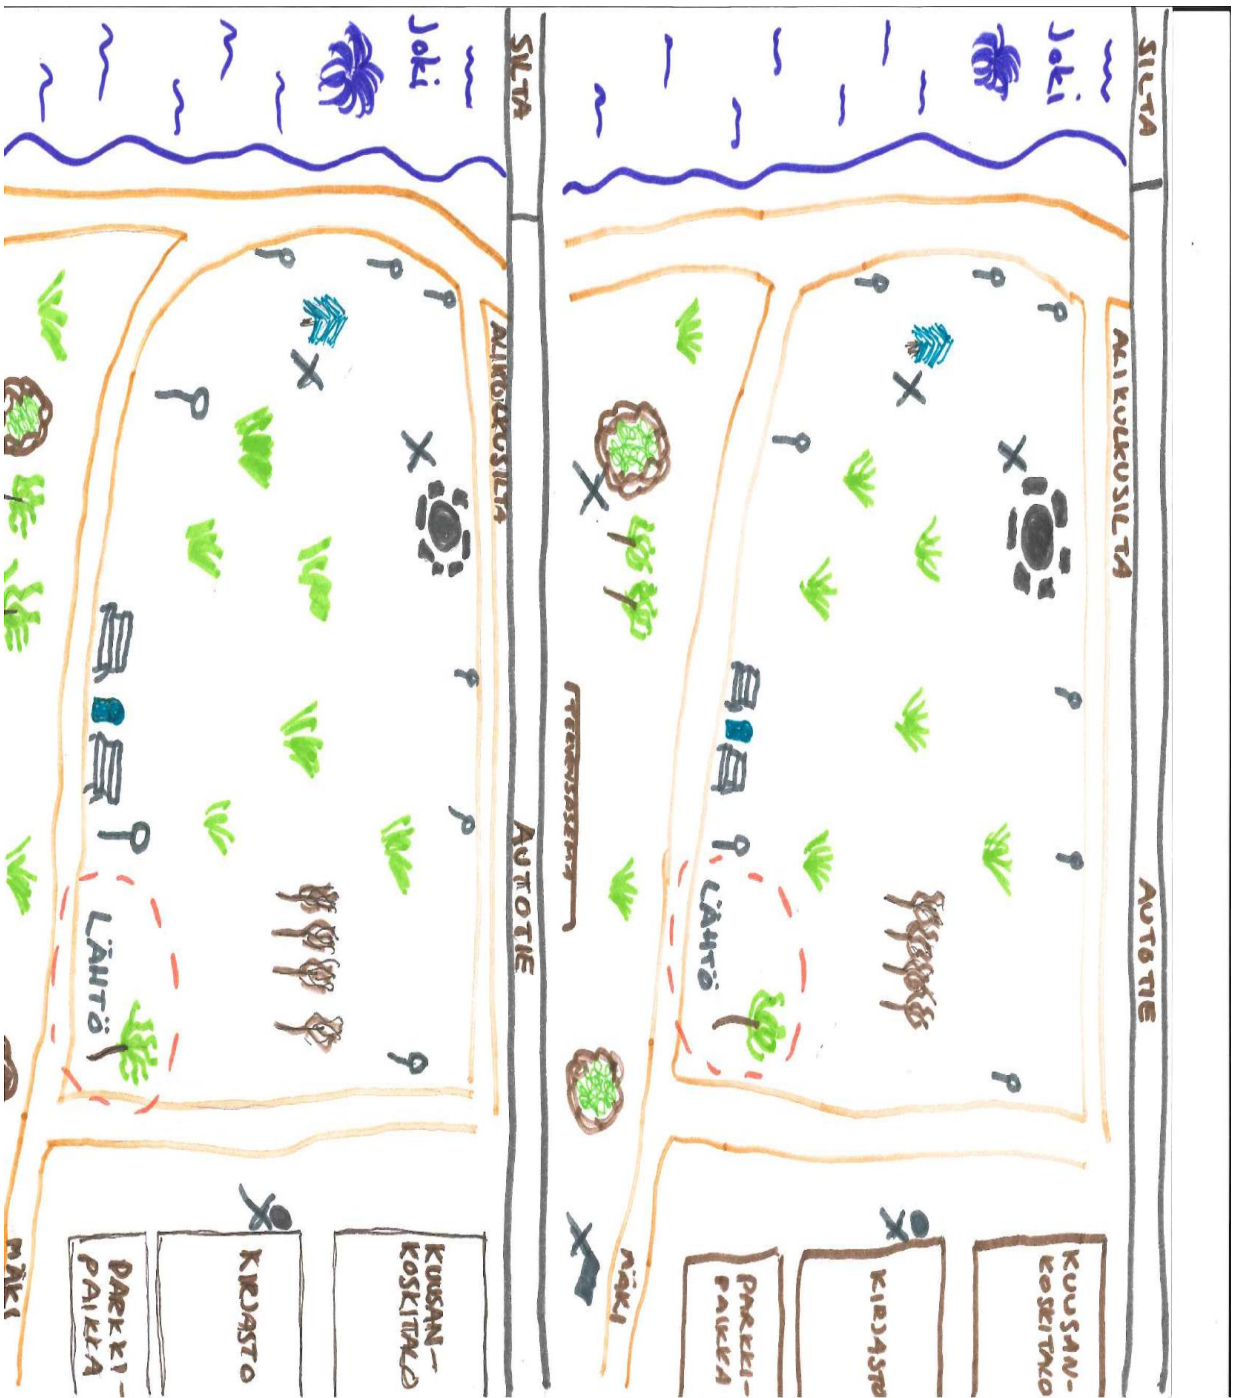 SILTA
AUTOTIE
Joki
ALIKULKUSILTA
KUUSAN-
KOSKITALO
KIRJASTO
LÄHTÖ
PARKKI-
PAIKKA
MÄKI
SILTA
AUTOTIE
Joki
ALIKULKUSILTA
KUUSAN-
KOSKITALO
KIRJASTO
LÄHTÖ
PARKKI-
PAIKKA
MÄKI